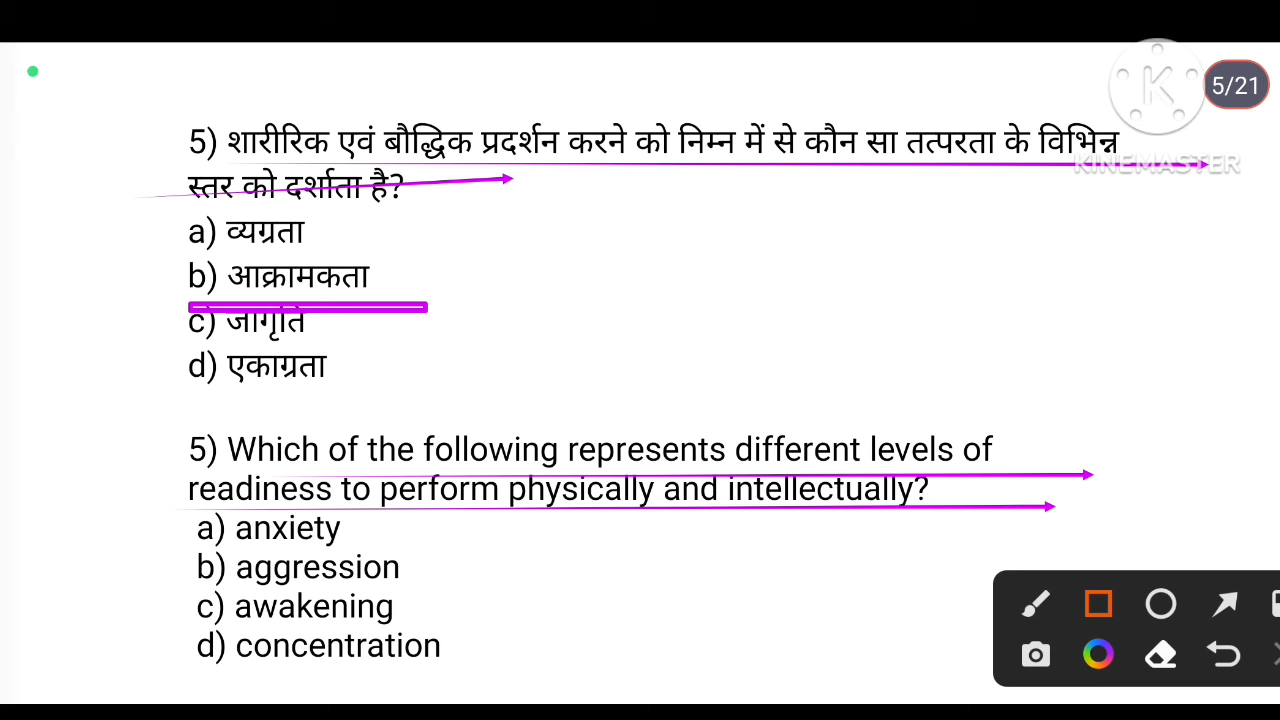 5/21
KINEMASTER
5) शारीरिक एवं बौद्धिक प्रदर्शन करने को निम्न में से कौन सा तत्परता के विभिन्न
स्तर को दर्शाता है?
a) व्यग्रता
b) आक्रामकता
c) जागृति
d) एकाग्रता
5) Which of the following represents different levels of
readiness to perform physically and intellectually?
a) anxiety
b) aggression
c) awakening
d) concentration